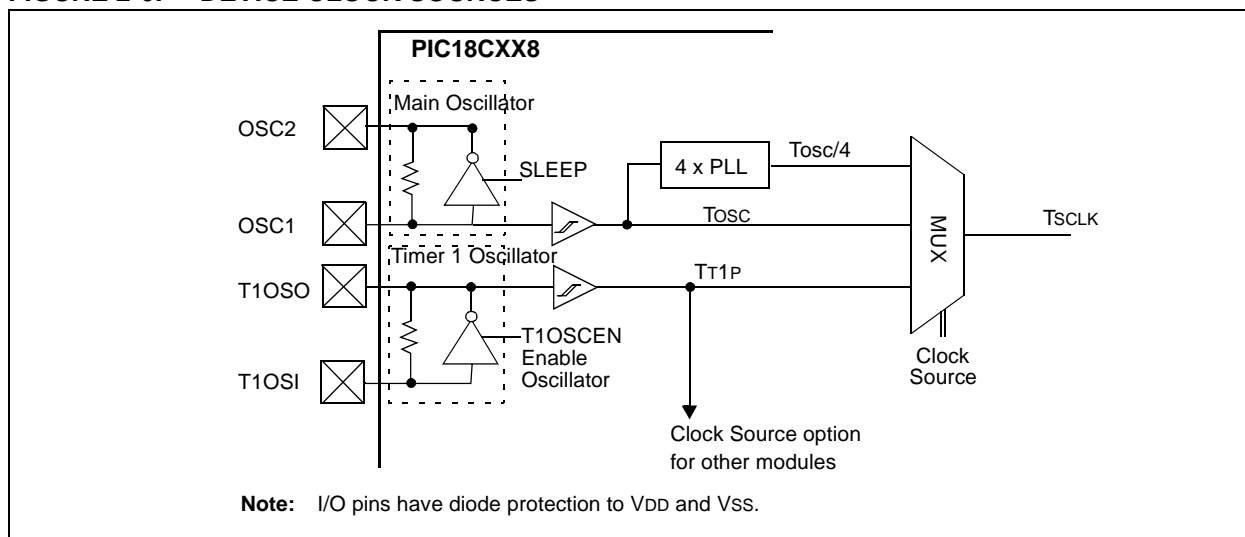 PIC18CXX8
Main Oscillator
OSC2
SLEEP
4 x PLL
Tosc/4
OSC1
TOSC
MUX
TSCLK
Timer 1 Oscillator
T1OSO
TT1P
T1OSCEN
Enable
Oscillator
Clock
Source
T1OSI
Clock Source option
for other modules
Note: I/O pins have diode protection to VDD and VSS.